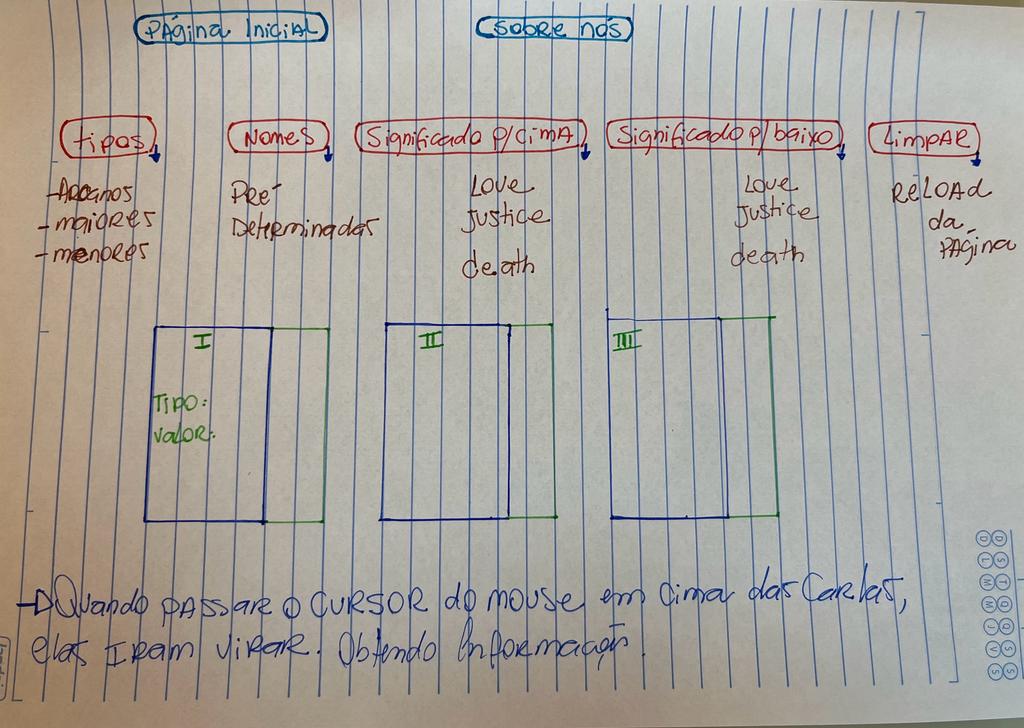 Página Inicial
Sobre nós
tipos
Nomes
Significado p/Cima
Significado p/baixo
Limpar
-Arcanos
-maiores
-menores
Pré-
Determinadas
Love
Justice
death
Love
Justice
death
Reload
da
Página
I
II
III
Tipo:
Valor:
→Quando passar o cursor do mouse em cima das Cartas,
elas Iram virar. Obtendo Informação.
D S T Q Q S S
D L M M J V S